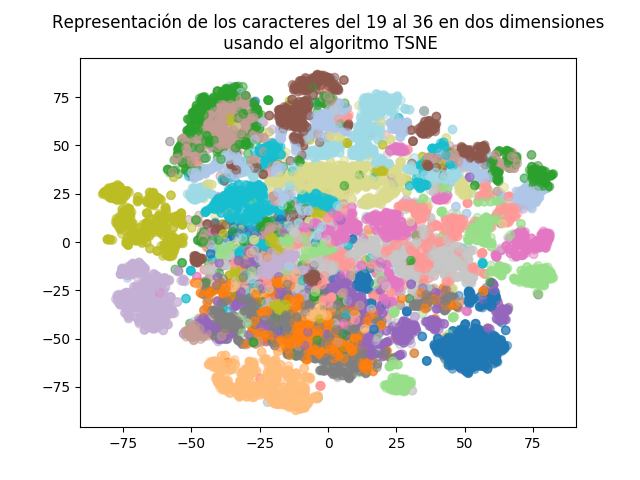 Representación de los caracteres del 19 al 36 en dos dimensiones
usando el algoritmo TSNE
75
50
25
0
−25
−50
−75
−75 −50 −25 0 25 50 75